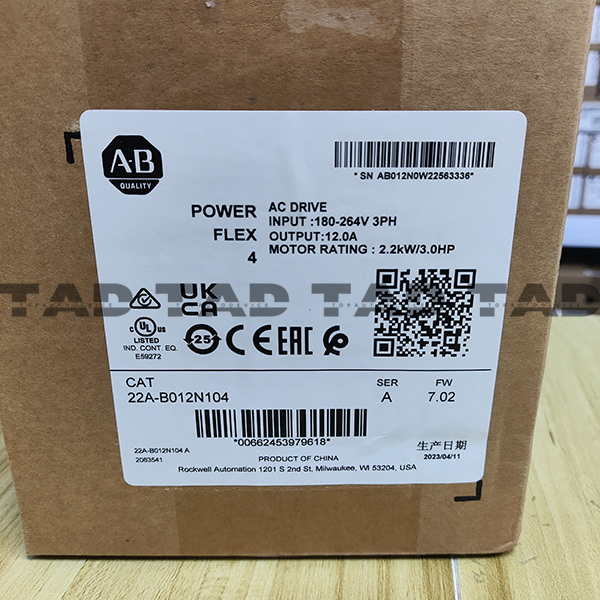 A-B
QUALITY
* SN AB012N0W22563336*
POWER
FLEX
4
AC DRIVE
INPUT :180-264V 3PH
OUTPUT:12.0A
MOTOR RATING : 2.2kW/3.0HP
TAD TAD TAD TAD
UK
CA
C UL US
LISTED
IND. CONT. EQ.
E59272
25
CE EAC
CAT
22A-B012N104
SER
A
FW
7.02
*00662453979618*
22A-B012N104 A
2083541
生产日期
2023/04/11
PRODUCT OF CHINA
Rockwell Automation 1201 S 2nd St, Milwaukee, WI 53204, USA